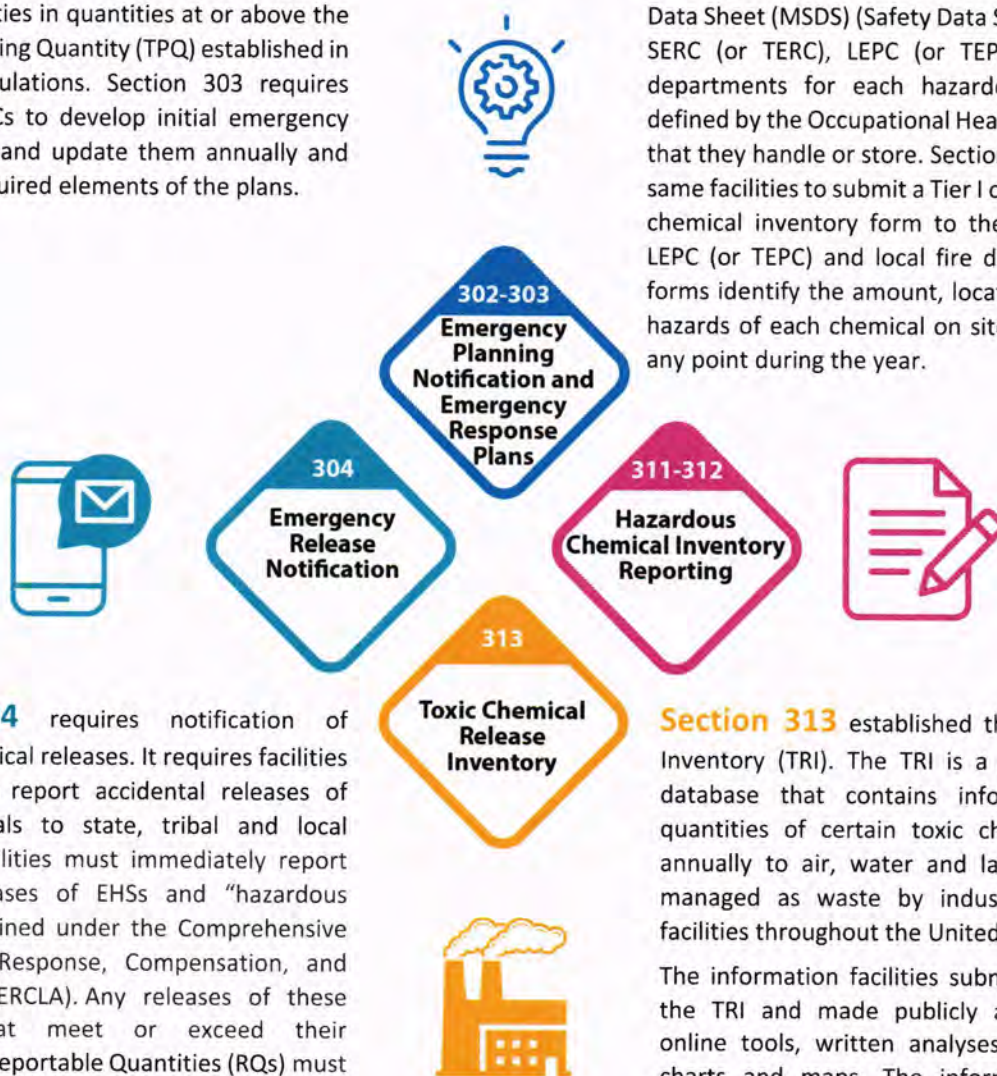 ties in quantities at or above the
ing Quantity (TPQ) established in
ulations. Section 303 requires
Cs to develop initial emergency
and update them annually and
uired elements of the plans.
Data Sheet (MSDS) (Safety Data S
SERC (or TERC), LEPC (or TEP
departments for each hazard
defined by the Occupational Hea
that they handle or store. Section
same facilities to submit a Tier I o
chemical inventory form to the
LEPC (or TEPC) and local fire d
forms identify the amount, locat
hazards of each chemical on sit
any point during the year.
302-303
Emergency
Planning
Notification and
Emergency
Response
Plans
304
Emergency
Release
Notification
311-312
Hazardous
Chemical Inventory
Reporting
313
Toxic Chemical
Release
Inventory
4 requires notification of
ical releases. It requires facilities
report accidental releases of
als to state, tribal and local
ilities must immediately report
ases of EHSs and "hazardous
ined under the Comprehensive
Response, Compensation, and
ERCLA). Any releases of these
at meet or exceed their
eportable Quantities (RQs) must
Section 313 established th
Inventory (TRI). The TRI is a
database that contains info
quantities of certain toxic ch
annually to air, water and la
managed as waste by indus
facilities throughout the United
The information facilities subm
the TRI and made publicly a
online tools, written analyses
charts and maps. The infor